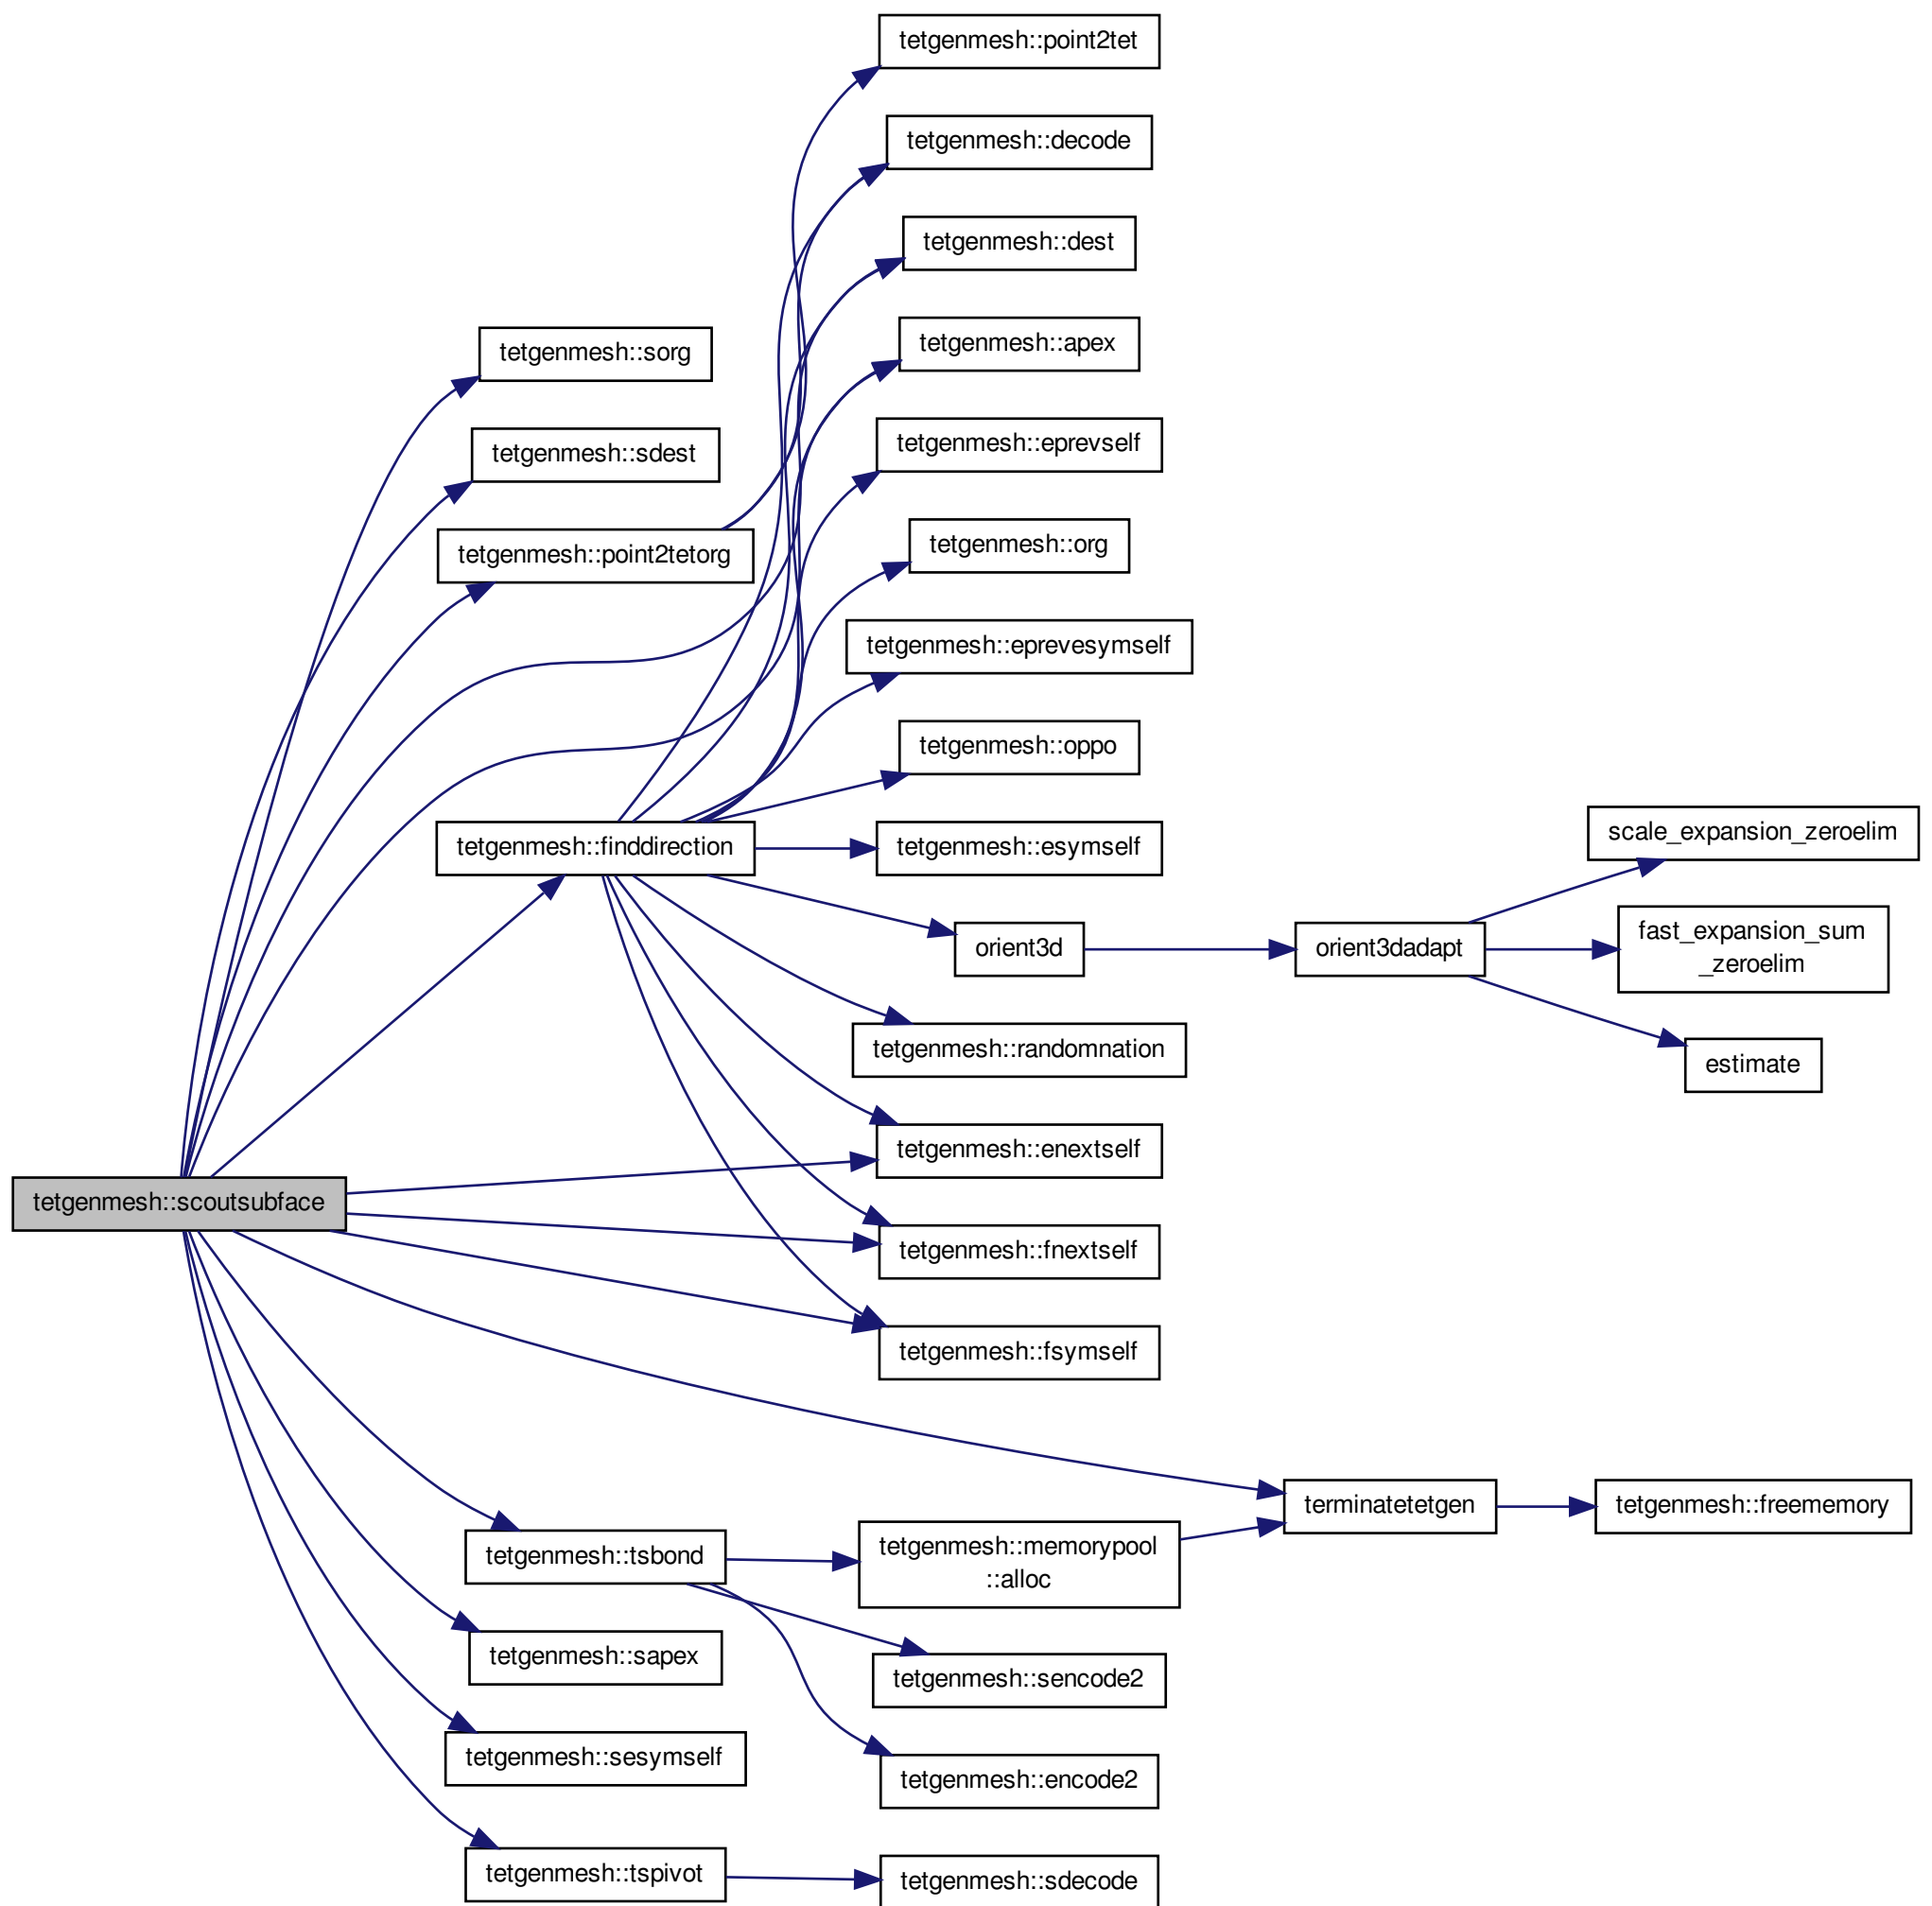 tetgenmesh::point2tet
tetgenmesh::decode
tetgenmesh::dest
tetgenmesh::sorg
tetgenmesh::apex
tetgenmesh::sdest
tetgenmesh::eprevself
tetgenmesh::point2tetorg
tetgenmesh::org
tetgenmesh::eprevesymself
tetgenmesh::oppo
tetgenmesh::finddirection
tetgenmesh::esymself
scale_expansion_zeroelim
orient3d
orient3dadapt
fast_expansion_sum
_zeroelim
tetgenmesh::randomnation
estimate
tetgenmesh::enextself
tetgenmesh::scoutsubface
tetgenmesh::fnextself
tetgenmesh::fsymself
terminatetetgen
tetgenmesh::freememory
tetgenmesh::tsbond
tetgenmesh::memorypool
::alloc
tetgenmesh::sapex
tetgenmesh::sencode2
tetgenmesh::sesymself
tetgenmesh::encode2
tetgenmesh::tspivot
tetgenmesh::sdecode